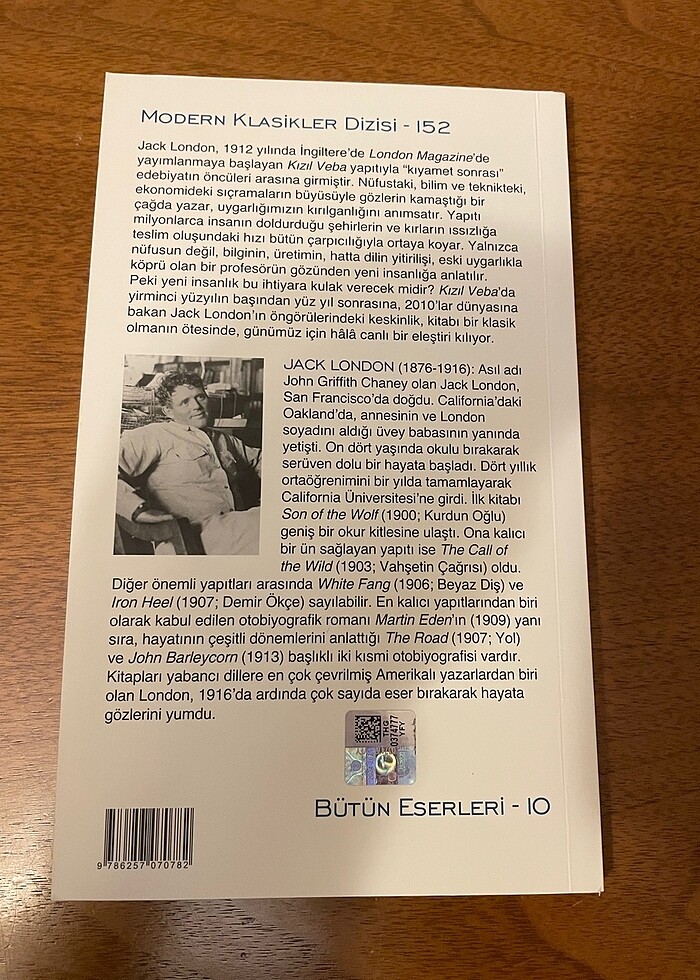 MODERN KLASİKLER DİZİSİ - 152
Jack London, 1912 yılında İngiltere’de London Magazine’de
yayımlanmaya başlayan Kızıl Veba yapıtıyla “kıyamet sonrası”
edebiyatın öncüleri arasına girmiştir. Nüfustaki, bilim ve teknikteki,
ekonomideki sıçramaların büyüsüyle gözlerin kamaştığı bir
çağda yazar, uygarlığımızın kırılganlığını anımsatır. Yapıtı
milyonlarca insanın doldurduğu şehirlerin ve kırların ıssızlığa
teslim oluşundaki hızı bütün çarpıcılığıyla ortaya koyar. Yalnızca
nüfusun değil, bilginin, üretimin, hatta dilin yitirilişi, eski uygarlıkla
köprü olan bir profesörün gözünden yeni insanlığa anlatılır.
Peki yeni insanlık bu ihtiyara kulak verecek midir? Kızıl Veba’da
yirminci yüzyılın başından yüz yıl sonrasına, 2010’lar dünyasına
bakan Jack London’ın öngörülerindeki keskinlik, kitabı bir klasik
olmanın ötesinde, günümüz için hâlâ canlı bir eleştiri kılıyor.
JACK LONDON (1876-1916): Asıl adı
John Griffith Chaney olan Jack London,
San Francisco’da doğdu. California’daki
Oakland’da, annesinin ve London
soyadını aldığı üvey babasının yanında
yetişti. On dört yaşında okulu bırakarak
serüven dolu bir hayata başladı. Dört yıllık
ortaöğrenimini bir yılda tamamlayarak
California Üniversitesi’ne girdi. İlk kitabı
Son of the Wolf (1900; Kurdun Oğlu)
geniş bir okur kitlesine ulaştı. Ona kalıcı
bir ün sağlayan yapıtı ise The Call of
the Wild (1903; Vahşetin Çağrısı) oldu.
Diğer önemli yapıtları arasında White Fang (1906; Beyaz Diş) ve
Iron Heel (1907; Demir Ökçe) sayılabilir. En kalıcı yapıtlarından biri
olarak kabul edilen otobiyografik romanı Martin Eden’ın (1909) yanı
sıra, hayatının çeşitli dönemlerini anlattığı The Road (1907; Yol)
ve John Barleycorn (1913) başlıklı iki kısmi otobiyografisi vardır.
Kitapları yabancı dillere en çok çevrilmiş Amerikalı yazarlardan biri
olan London, 1916’da ardında çok sayıda eser bırakarak hayata
gözlerini yumdu.
THG
YFY
0374777
BÜTÜN ESERLERİ - 10
9 786257 070782